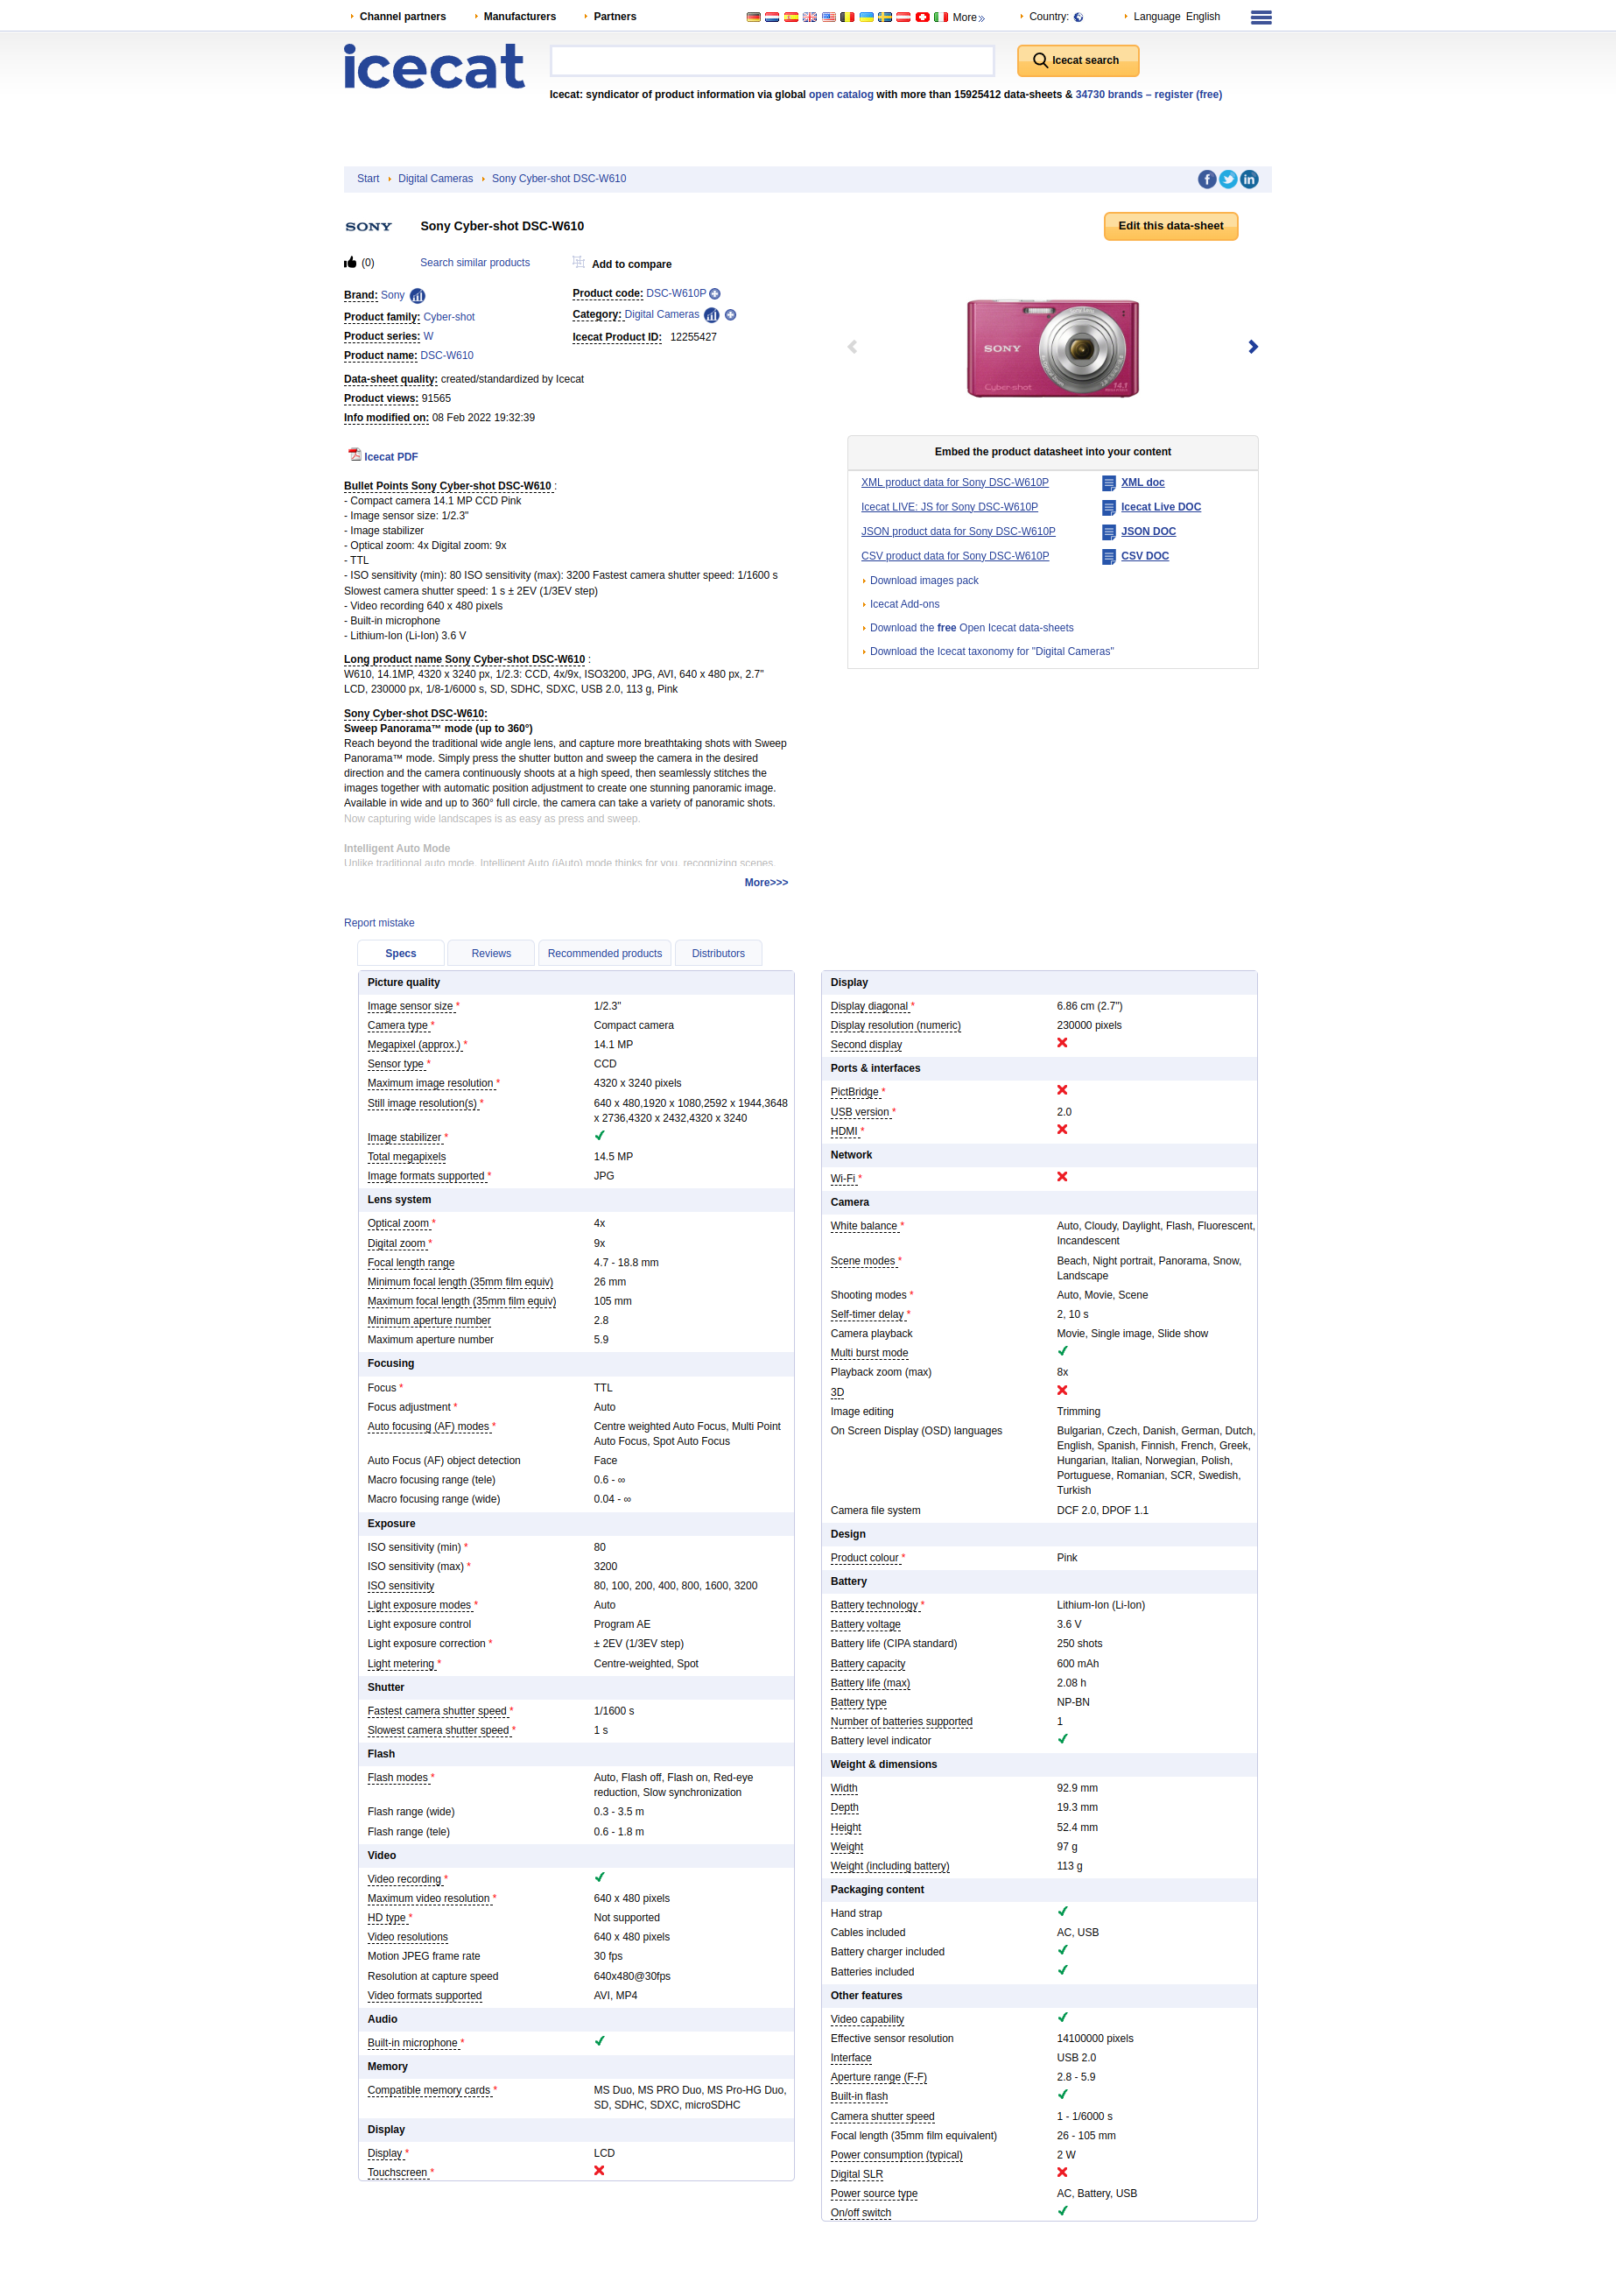 Channel partners
Manufacturers
Partners
More
Country:
Language English
icecat
Icecat search
Icecat: syndicator of product information via global open catalog with more than 15925412 data-sheets & 34730 brands – register (free)
Start
Digital Cameras
Sony Cyber-shot DSC-W610
SONY
Sony Cyber-shot DSC-W610
Edit this data-sheet
(0)
Search similar products
Add to compare
Brand: Sony
Product family: Cyber-shot
Product series: W
Product name: DSC-W610
Product code: DSC-W610P
Category: Digital Cameras
Icecat Product ID: 12255427
Data-sheet quality: created/standardized by Icecat
Product views: 91565
Info modified on: 08 Feb 2022 19:32:39
SONY
Cyber-shot
14.1
Icecat PDF
Bullet Points Sony Cyber-shot DSC-W610 :
- Compact camera 14.1 MP CCD Pink
- Image sensor size: 1/2.3"
- Image stabilizer
- Optical zoom: 4x Digital zoom: 9x
- TTL
- ISO sensitivity (min): 80 ISO sensitivity (max): 3200 Fastest camera shutter speed: 1/1600 s
Slowest camera shutter speed: 1 s ± 2EV (1/3EV step)
- Video recording 640 x 480 pixels
- Built-in microphone
- Lithium-Ion (Li-Ion) 3.6 V
Long product name Sony Cyber-shot DSC-W610 :
W610, 14.1MP, 4320 x 3240 px, 1/2.3: CCD, 4x/9x, ISO3200, JPG, AVI, 640 x 480 px, 2.7"
LCD, 230000 px, 1/8-1/6000 s, SD, SDHC, SDXC, USB 2.0, 113 g, Pink
Sony Cyber-shot DSC-W610:
Sweep Panorama™ mode (up to 360°)
Reach beyond the traditional wide angle lens, and capture more breathtaking shots with Sweep
Panorama™ mode. Simply press the shutter button and sweep the camera in the desired
direction and the camera continuously shoots at a high speed, then seamlessly stitches the
images together with automatic position adjustment to create one stunning panoramic image.
Available in wide and up to 360° full circle, the camera can take a variety of panoramic shots.
Now capturing wide landscapes is as easy as press and sweep.
Intelligent Auto Mode
Unlike traditional auto mode, Intelligent Auto (iAuto) mode thinks for you, recognizing scenes,
More>>>
Embed the product datasheet into your content
XML product data for Sony DSC-W610P
XML doc
Icecat LIVE: JS for Sony DSC-W610P
Icecat Live DOC
JSON product data for Sony DSC-W610P
JSON DOC
CSV product data for Sony DSC-W610P
CSV DOC
Download images pack
Icecat Add-ons
Download the free Open Icecat data-sheets
Download the Icecat taxonomy for "Digital Cameras"
Report mistake
Specs
Reviews
Recommended products
Distributors
Picture quality
Image sensor size * 1/2.3"
Camera type * Compact camera
Megapixel (approx.) * 14.1 MP
Sensor type * CCD
Maximum image resolution * 4320 x 3240 pixels
Still image resolution(s) * 640 x 480,1920 x 1080,2592 x 1944,3648
x 2736,4320 x 2432,4320 x 3240
Image stabilizer *
Total megapixels 14.5 MP
Image formats supported * JPG
Lens system
Optical zoom * 4x
Digital zoom * 9x
Focal length range 4.7 - 18.8 mm
Minimum focal length (35mm film equiv) 26 mm
Maximum focal length (35mm film equiv) 105 mm
Minimum aperture number 2.8
Maximum aperture number 5.9
Focusing
Focus * TTL
Focus adjustment * Auto
Auto focusing (AF) modes * Centre weighted Auto Focus, Multi Point
Auto Focus, Spot Auto Focus
Auto Focus (AF) object detection Face
Macro focusing range (tele) 0.6 - ∞
Macro focusing range (wide) 0.04 - ∞
Exposure
ISO sensitivity (min) * 80
ISO sensitivity (max) * 3200
ISO sensitivity 80, 100, 200, 400, 800, 1600, 3200
Light exposure modes * Auto
Light exposure control Program AE
Light exposure correction * ± 2EV (1/3EV step)
Light metering * Centre-weighted, Spot
Shutter
Fastest camera shutter speed * 1/1600 s
Slowest camera shutter speed * 1 s
Flash
Flash modes * Auto, Flash off, Flash on, Red-eye
reduction, Slow synchronization
Flash range (wide) 0.3 - 3.5 m
Flash range (tele) 0.6 - 1.8 m
Video
Video recording *
Maximum video resolution * 640 x 480 pixels
HD type * Not supported
Video resolutions 640 x 480 pixels
Motion JPEG frame rate 30 fps
Resolution at capture speed 640x480@30fps
Video formats supported AVI, MP4
Audio
Built-in microphone *
Memory
Compatible memory cards * MS Duo, MS PRO Duo, MS Pro-HG Duo,
SD, SDHC, SDXC, microSDHC
Display
Display * LCD
Touchscreen *
Display
Display diagonal * 6.86 cm (2.7")
Display resolution (numeric) 230000 pixels
Second display
Ports & interfaces
PictBridge *
USB version * 2.0
HDMI *
Network
Wi-Fi *
Camera
White balance * Auto, Cloudy, Daylight, Flash, Fluorescent,
Incandescent
Scene modes * Beach, Night portrait, Panorama, Snow,
Landscape
Shooting modes * Auto, Movie, Scene
Self-timer delay * 2, 10 s
Camera playback Movie, Single image, Slide show
Multi burst mode
Playback zoom (max) 8x
3D
Image editing Trimming
On Screen Display (OSD) languages Bulgarian, Czech, Danish, German, Dutch,
English, Spanish, Finnish, French, Greek,
Hungarian, Italian, Norwegian, Polish,
Portuguese, Romanian, SCR, Swedish,
Turkish
Camera file system DCF 2.0, DPOF 1.1
Design
Product colour * Pink
Battery
Battery technology * Lithium-Ion (Li-Ion)
Battery voltage 3.6 V
Battery life (CIPA standard) 250 shots
Battery capacity 600 mAh
Battery life (max) 2.08 h
Battery type NP-BN
Number of batteries supported 1
Battery level indicator
Weight & dimensions
Width 92.9 mm
Depth 19.3 mm
Height 52.4 mm
Weight 97 g
Weight (including battery) 113 g
Packaging content
Hand strap
Cables included AC, USB
Battery charger included
Batteries included
Other features
Video capability
Effective sensor resolution 14100000 pixels
Interface USB 2.0
Aperture range (F-F) 2.8 - 5.9
Built-in flash
Camera shutter speed 1 - 1/6000 s
Focal length (35mm film equivalent) 26 - 105 mm
Power consumption (typical) 2 W
Digital SLR
Power source type AC, Battery, USB
On/off switch